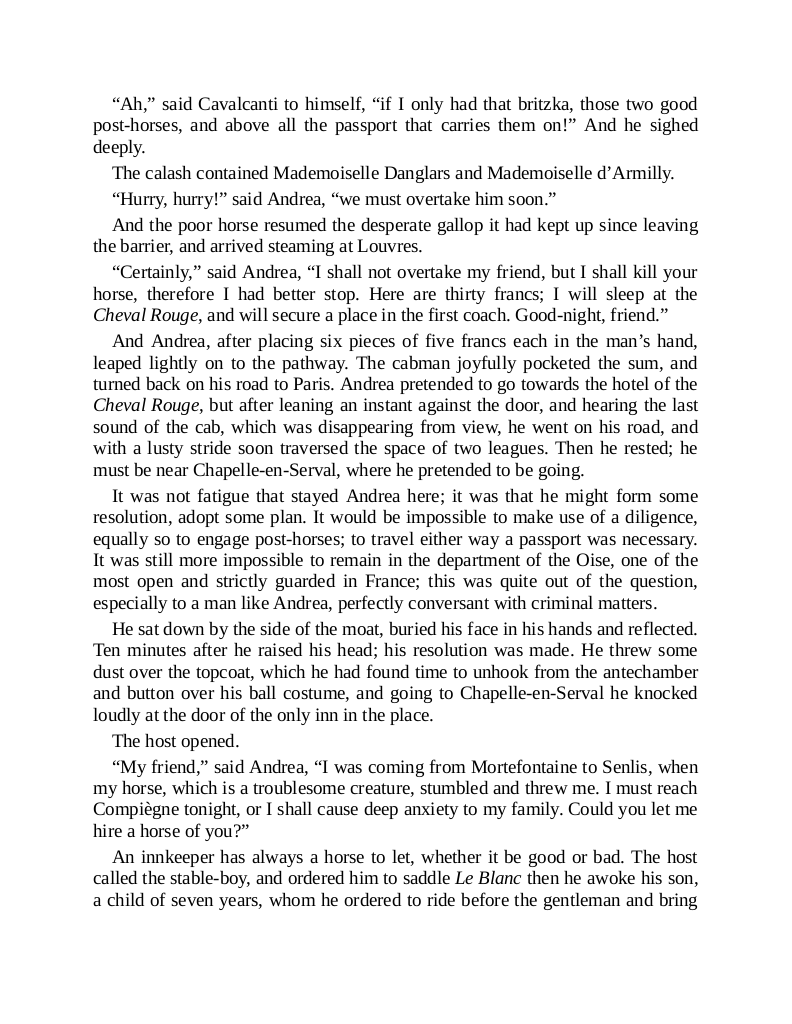 “Ah,” said Cavalcanti to himself, “if I only had that britzka, those two good
post-horses, and above all the passport that carries them on!” And he sighed
deeply.
The calash contained Mademoiselle Danglars and Mademoiselle d’Armilly.
“Hurry, hurry!” said Andrea, “we must overtake him soon.”
And the poor horse resumed the desperate gallop it had kept up since leaving
the barrier, and arrived steaming at Louvres.
“Certainly,” said Andrea, “I shall not overtake my friend, but I shall kill your
horse, therefore I had better stop. Here are thirty francs; I will sleep at the
Cheval Rouge, and will secure a place in the first coach. Good-night, friend.”
And Andrea, after placing six pieces of five francs each in the man’s hand,
leaped lightly on to the pathway. The cabman joyfully pocketed the sum, and
turned back on his road to Paris. Andrea pretended to go towards the hotel of the
Cheval Rouge, but after leaning an instant against the door, and hearing the last
sound of the cab, which was disappearing from view, he went on his road, and
with a lusty stride soon traversed the space of two leagues. Then he rested; he
must be near Chapelle-en-Serval, where he pretended to be going.
It was not fatigue that stayed Andrea here; it was that he might form some
resolution, adopt some plan. It would be impossible to make use of a diligence,
equally so to engage post-horses; to travel either way a passport was necessary.
It was still more impossible to remain in the department of the Oise, one of the
most open and strictly guarded in France; this was quite out of the question,
especially to a man like Andrea, perfectly conversant with criminal matters.
He sat down by the side of the moat, buried his face in his hands and reflected.
Ten minutes after he raised his head; his resolution was made. He threw some
dust over the topcoat, which he had found time to unhook from the antechamber
and button over his ball costume, and going to Chapelle-en-Serval he knocked
loudly at the door of the only inn in the place.
The host opened.
“My friend,” said Andrea, “I was coming from Mortefontaine to Senlis, when
my horse, which is a troublesome creature, stumbled and threw me. I must reach
Compiègne tonight, or I shall cause deep anxiety to my family. Could you let me
hire a horse of you?”
An innkeeper has always a horse to let, whether it be good or bad. The host
called the stable-boy, and ordered him to saddle Le Blanc then he awoke his son,
a child of seven years, whom he ordered to ride before the gentleman and bring